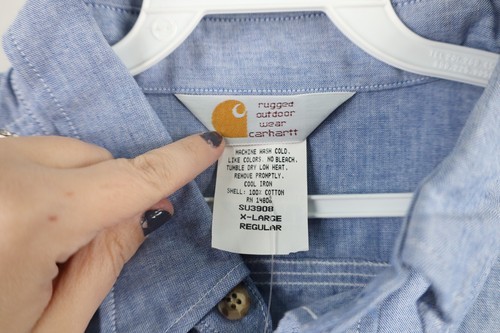 rugged
outdoor
wear
carhartt
MACHINE WASH COLD.
LIKE COLORS. NO BLEACH.
TUMBLE DRY LOW HEAT.
REMOVE PROMPTLY.
COOL IRON
SHELL: 100% COTTON
RN 14806
SU3908
X-LARGE
REGULAR